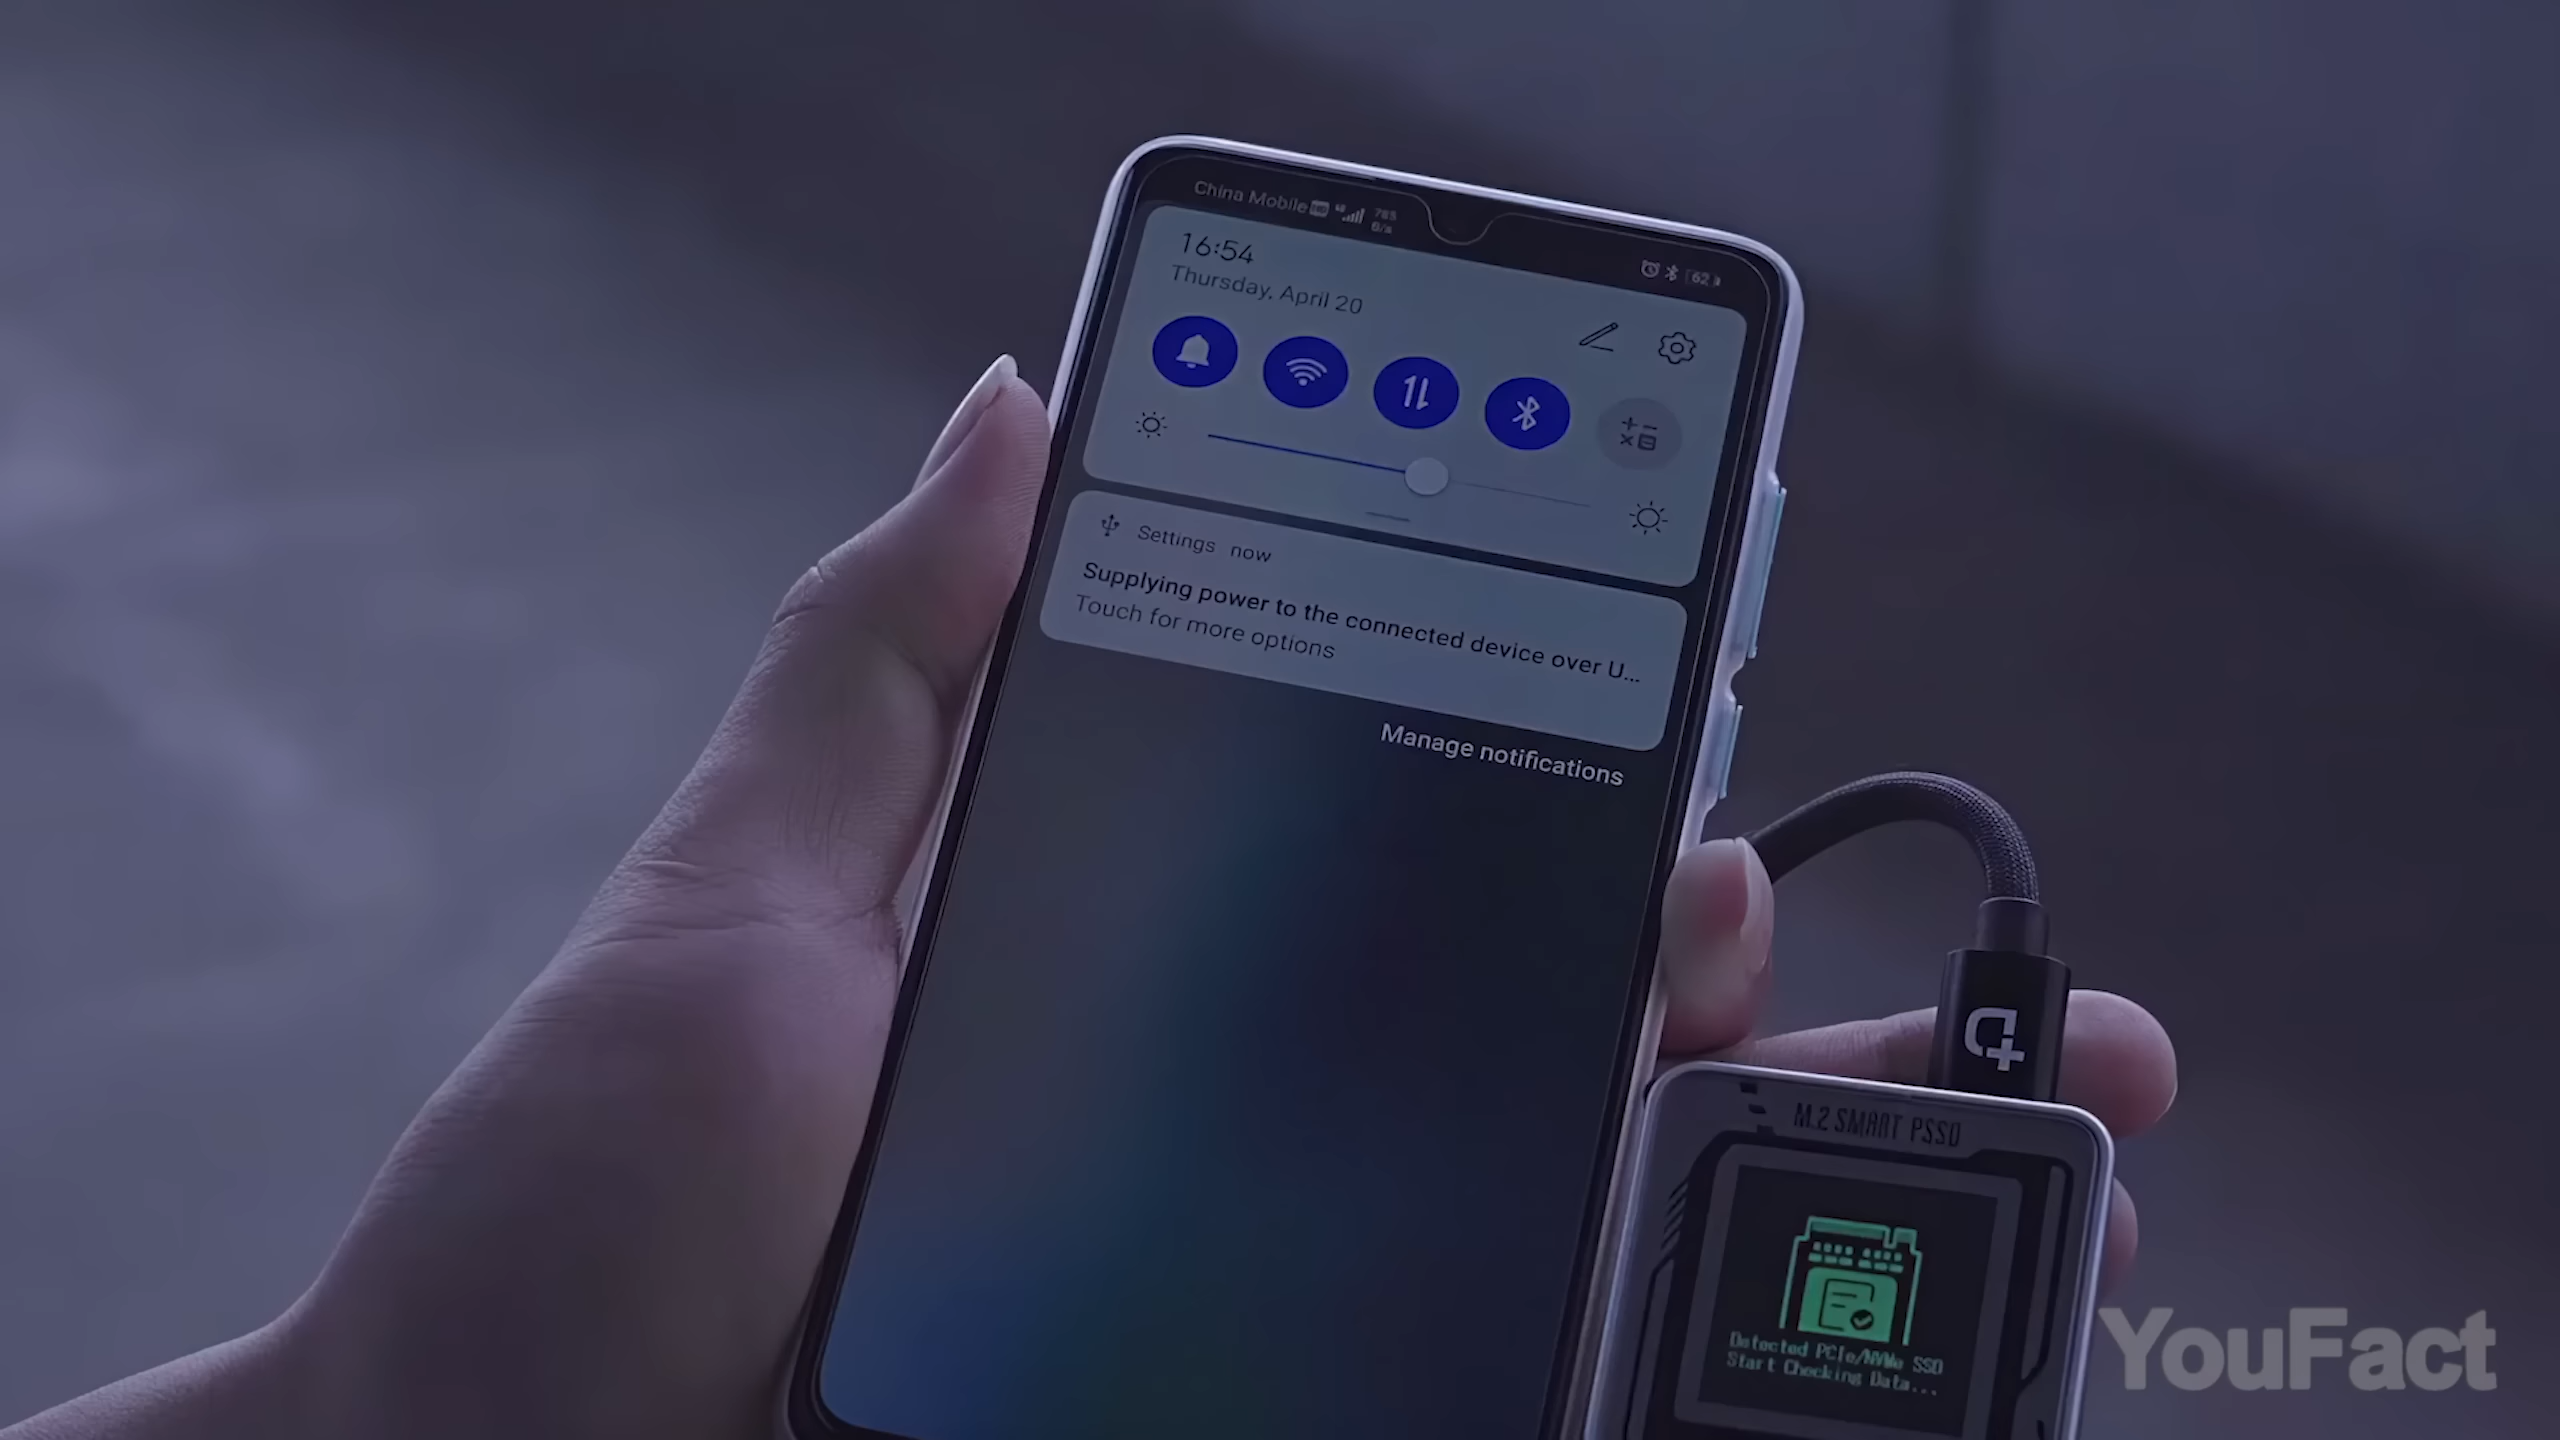 China Mobile
16:54
Thursday, April 20
62
Settings now
Supplying power to the connected device over U...
Touch for more options
Manage notifications
M.2 SMART PSSD
Detected PCIe/NVMe SSD
Start Checking Data...
YouFact